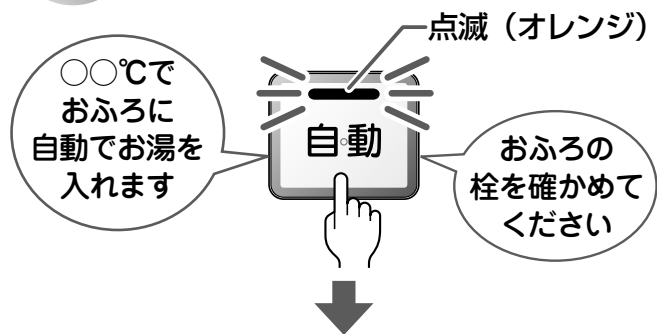 点滅（オレンジ）
○○℃で
おふろに
自動でお湯を
入れます
自動
おふろの
栓を確かめて
ください